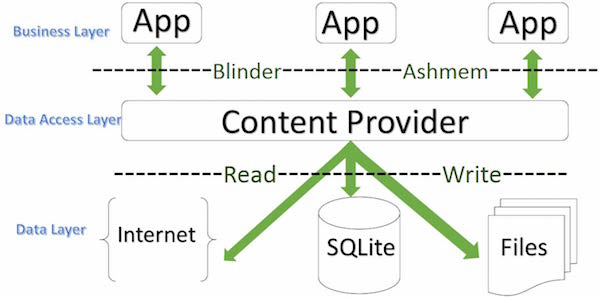 Business Layer App App App
Blinder Ashmem
Data Access Layer Content Provider
Read Write
Data Layer Internet SQLite Files